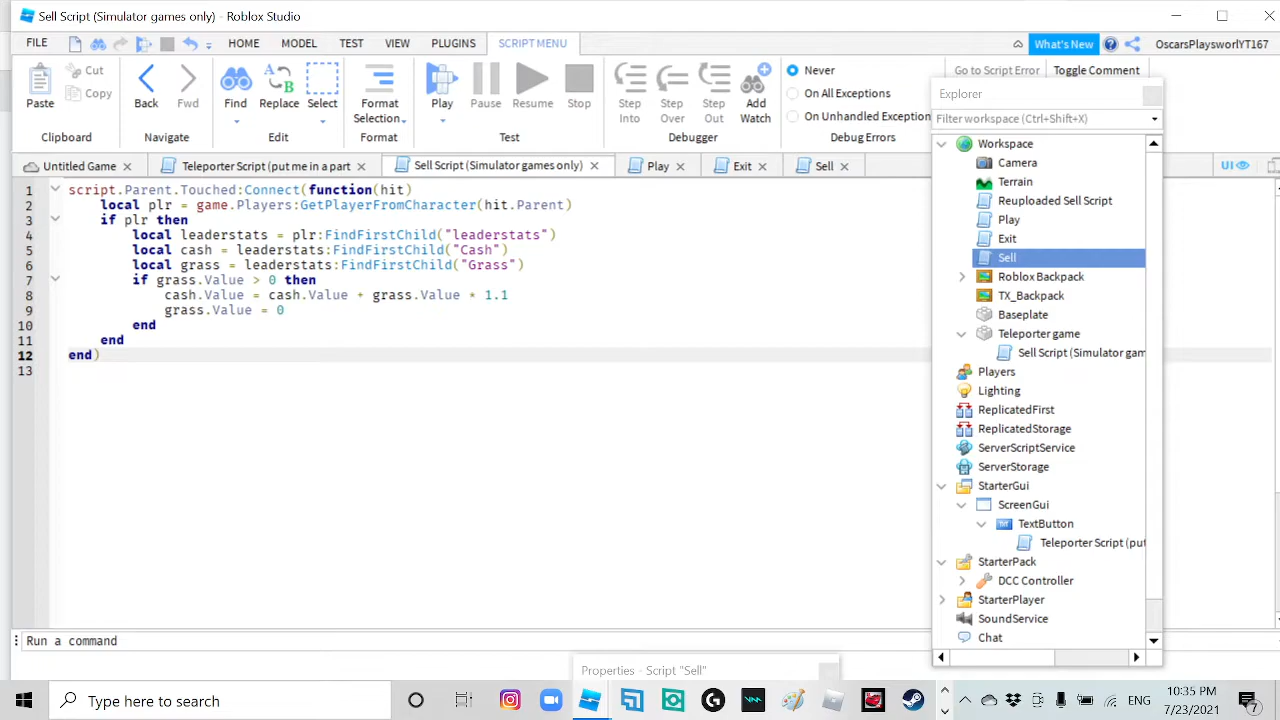 Sell Script (Simulator games only) - Roblox Studio
FILE HOME MODEL TEST VIEW PLUGINS SCRIPT MENU What's New OscarsPlaysworlYT167
Paste Cut Copy Back Fwd Find Replace Select Format Selection Play Pause Resume Stop Step Into Step Over Step Out Add Watch
Never
On All Exceptions
On Unhandled Exception
Go to Script Error Toggle Comment
Clipboard Navigate Edit Format Test Debugger Debug Errors
Untitled Game Teleporter Script (put me in a part Sell Script (Simulator games only) Play Exit Sell UI
1 script.Parent.Touched:Connect(function(hit)
2 local plr = game.Players:GetPlayerFromCharacter(hit.Parent)
3 if plr then
4 local leaderstats = plr:FindFirstChild("leaderstats")
5 local cash = leaderstats:FindFirstChild("Cash")
6 local grass = leaderstats:FindFirstChild("Grass")
7 if grass.Value > 0 then
8 cash.Value = cash.Value + grass.Value * 1.1
9 grass.Value = 0
10 end
11 end
12 end)
13
Explorer
Filter workspace (Ctrl+Shift+X)
Workspace
Camera
Terrain
Reuploaded Sell Script
Play
Exit
Sell
Roblox Backpack
TX_Backpack
Baseplate
Teleporter game
Sell Script (Simulator gam
Players
Lighting
ReplicatedFirst
ReplicatedStorage
ServerScriptService
ServerStorage
StarterGui
ScreenGui
TextButton
Teleporter Script (put
StarterPack
DCC Controller
StarterPlayer
SoundService
Chat
Run a command
Properties - Script "Sell"
Type here to search
ENG
10:35 PM
7/23/2021
7